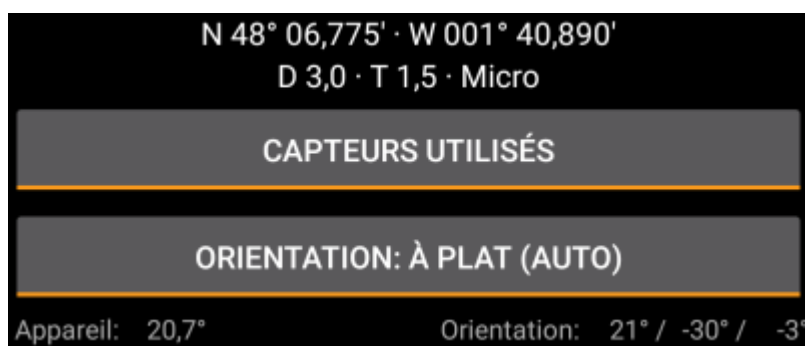 N 48° 06,775' · W 001° 40,890'
D 3,0 · T 1,5 · Micro
CAPTEURS UTILISÉS
ORIENTATION: À PLAT (AUTO)
Appareil: 20,7° Orientation: 21° / -30° / -3°